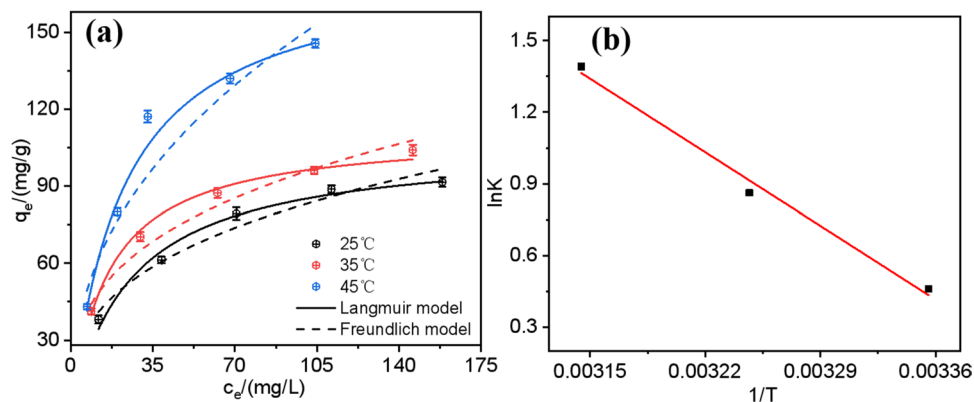 (a)
150
120
90
60
30
q_e/(mg/g)
25℃
35℃
45℃
Langmuir model
Freundlich model
0
35
70
105
140
175
c_e/(mg/L)
(b)
1.5
1.2
0.9
0.6
0.3
lnK
0.00315
0.00322
0.00329
0.00336
1/T